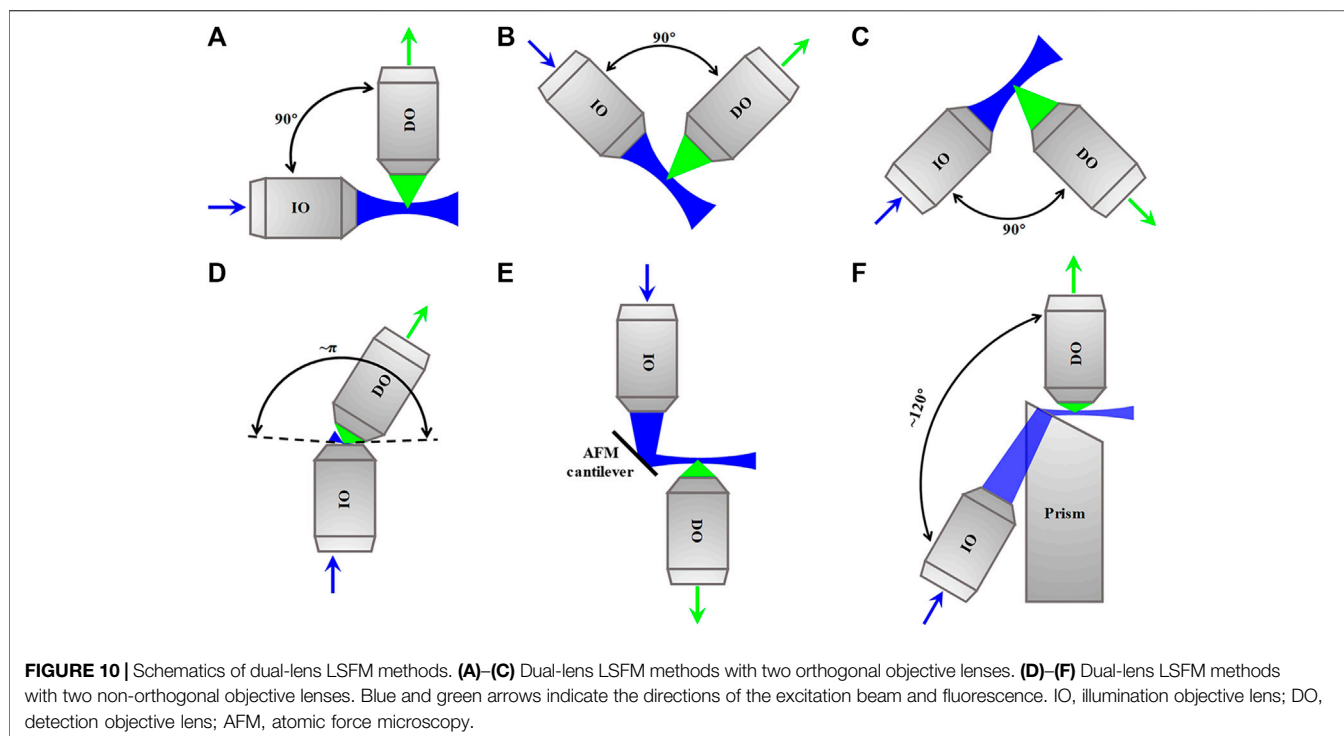 A
90°
DO
IO
B
90°
IO
DO
C
IO
DO
90°
D
~π
DO
IO
E
IO
AFM
cantilever
DO
F
~120°
DO
IO
Prism
FIGURE 10 | Schematics of dual-lens LSFM methods. (A)–(C) Dual-lens LSFM methods with two orthogonal objective lenses. (D)–(F) Dual-lens LSFM methods
with two non-orthogonal objective lenses. Blue and green arrows indicate the directions of the excitation beam and fluorescence. IO, illumination objective lens; DO,
detection objective lens; AFM, atomic force microscopy.